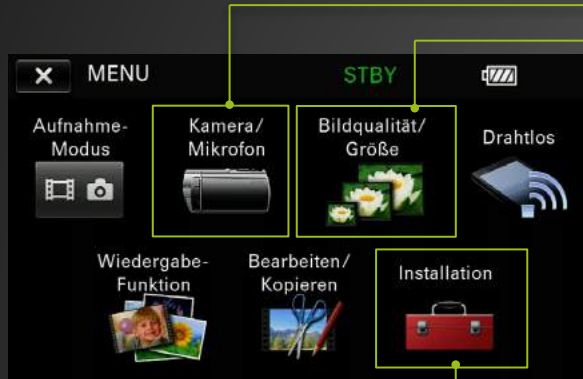 MENU
STBY
Aufnahme-
Modus
Kamera/
Mikrofon
Bildqualität/
Größe
Drahtlos
Wiedergabe-
Funktion
Bearbeiten/
Kopieren
Installation